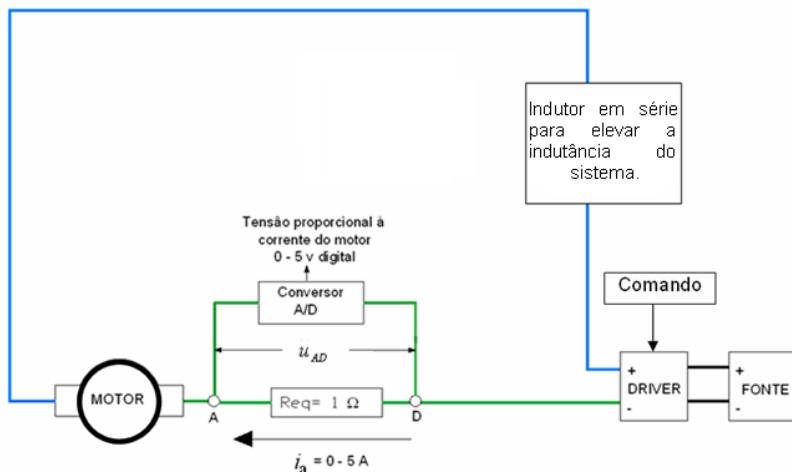 Indutor em série
para elevar a
indutância do
sistema.
Tensão proporcional à
corrente do motor
0 - 5 v digital
Conversor
A/D
Comando
u_AD
+
DRIVER
-
+
FONTE
-
MOTOR
A
Req= 1 Ω
D
i_a = 0 - 5 A